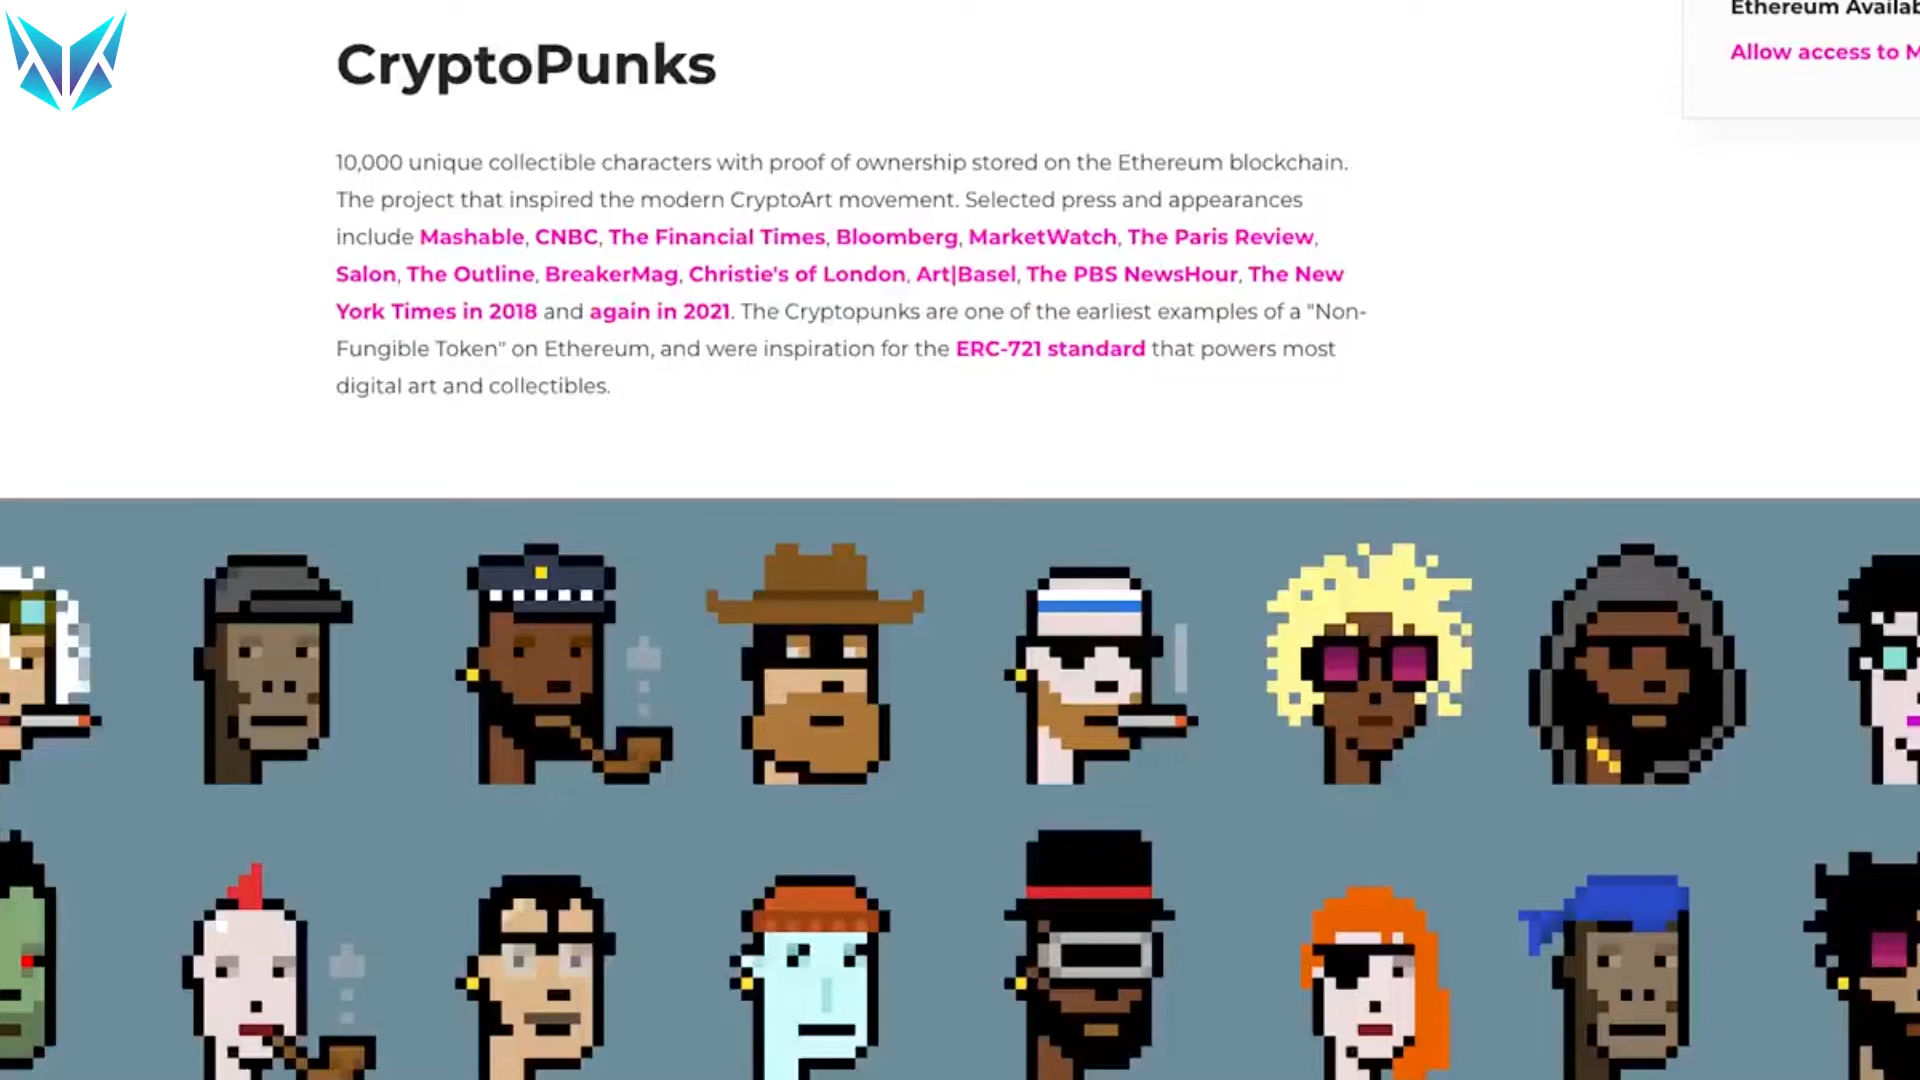 Ethereum Availab
Allow access to M
CryptoPunks
10,000 unique collectible characters with proof of ownership stored on the Ethereum blockchain.
The project that inspired the modern CryptoArt movement. Selected press and appearances
include Mashable, CNBC, The Financial Times, Bloomberg, MarketWatch, The Paris Review,
Salon, The Outline, BreakerMag, Christie's of London, Art|Basel, The PBS NewsHour, The New
York Times in 2018 and again in 2021. The Cryptopunks are one of the earliest examples of a "Non-
Fungible Token" on Ethereum, and were inspiration for the ERC-721 standard that powers most
digital art and collectibles.